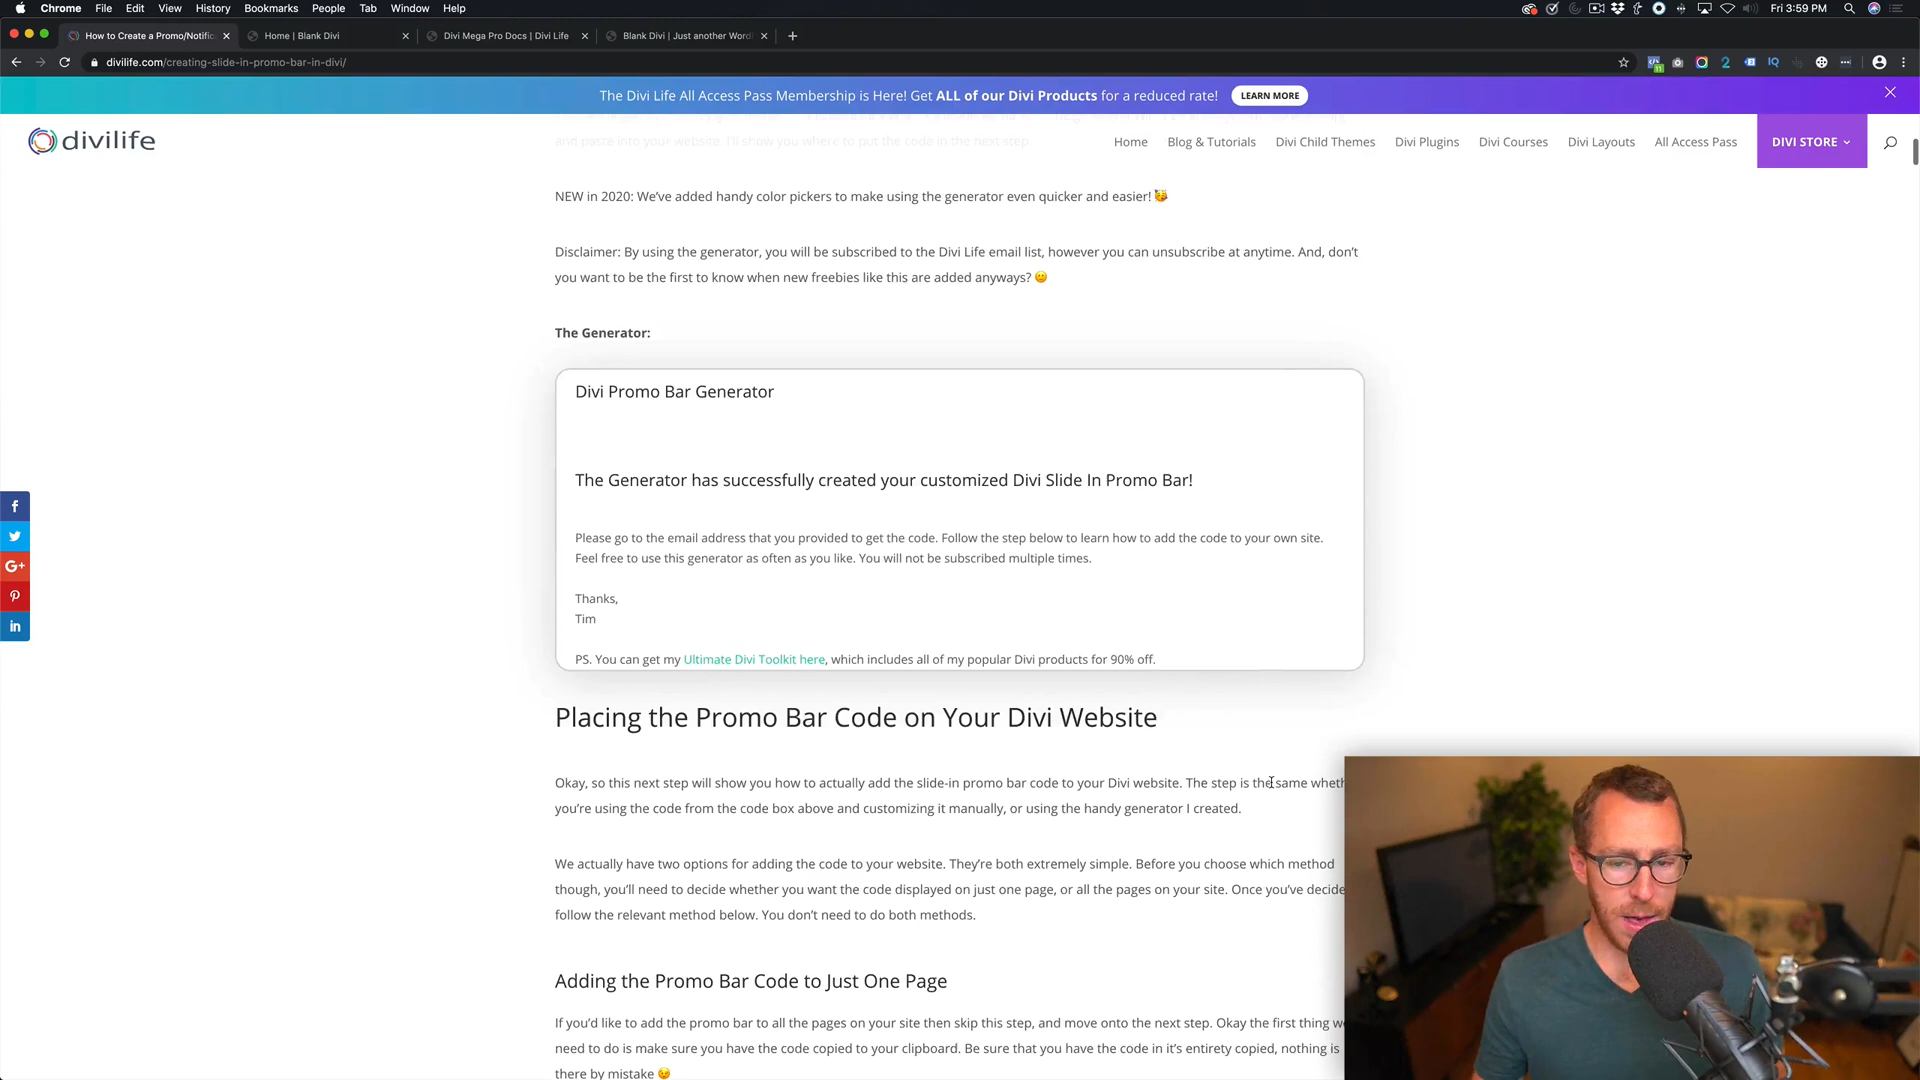 Chrome File Edit View History Bookmarks People Tab Window Help
Fri 3:59 PM
How to Create a Promo/Notific
Home | Blank Divi
Divi Mega Pro Docs | Divi Life
Blank Divi | Just another Word
divilife.com/creating-slide-in-promo-bar-in-divi/
11
2
IQ
The Divi Life All Access Pass Membership is Here! Get ALL of our Divi Products for a reduced rate!
LEARN MORE
divilife
Home Blog & Tutorials Divi Child Themes Divi Plugins Divi Courses Divi Layouts All Access Pass DIVI STORE
and paste into your website. I'll show you where to put the code in the next step.
NEW in 2020: We've added handy color pickers to make using the generator even quicker and easier! 🥳
Disclaimer: By using the generator, you will be subscribed to the Divi Life email list, however you can unsubscribe at anytime. And, don't
you want to be the first to know when new freebies like this are added anyways? 🙂
The Generator:
Divi Promo Bar Generator
The Generator has successfully created your customized Divi Slide In Promo Bar!
Please go to the email address that you provided to get the code. Follow the step below to learn how to add the code to your own site.
Feel free to use this generator as often as you like. You will not be subscribed multiple times.
Thanks,
Tim
PS. You can get my Ultimate Divi Toolkit here, which includes all of my popular Divi products for 90% off.
Placing the Promo Bar Code on Your Divi Website
Okay, so this next step will show you how to actually add the slide-in promo bar code to your Divi website. The step is the same wheth
you're using the code from the code box above and customizing it manually, or using the handy generator I created.
We actually have two options for adding the code to your website. They're both extremely simple. Before you choose which method
though, you'll need to decide whether you want the code displayed on just one page, or all the pages on your site. Once you've decide
follow the relevant method below. You don't need to do both methods.
Adding the Promo Bar Code to Just One Page
If you'd like to add the promo bar to all the pages on your site then skip this step, and move onto the next step. Okay the first thing w
need to do is make sure you have the code copied to your clipboard. Be sure that you have the code in it's entirety copied, nothing is
there by mistake 😉